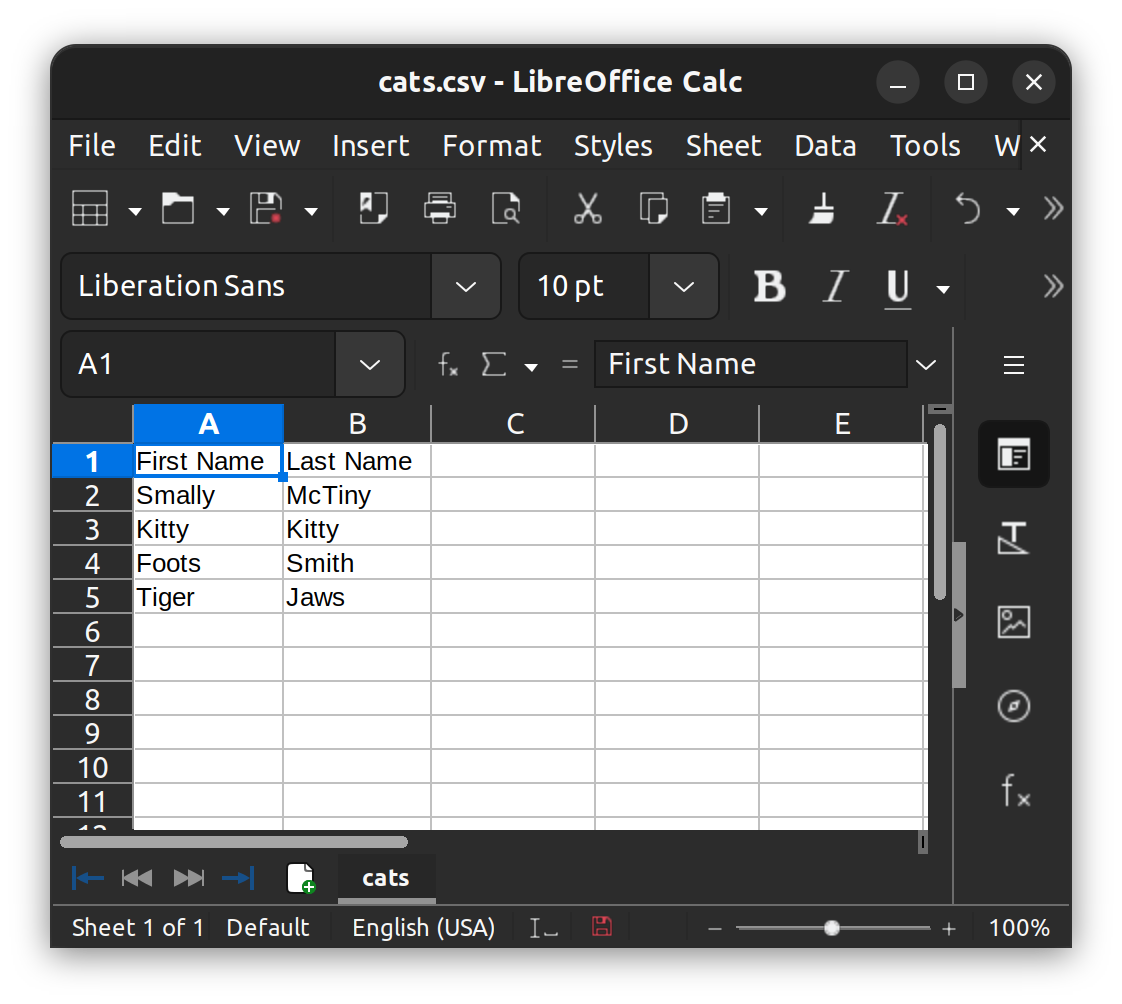 cats.csv - LibreOffice Calc
File Edit View Insert Format Styles Sheet Data Tools W
Liberation Sans 10 pt B I U
A1 fx Σ = First Name
A B C D E
1 First Name Last Name
2 Smally McTiny
3 Kitty Kitty
4 Foots Smith
5 Tiger Jaws
6
7
8
9
10
11
12
cats
Sheet 1 of 1 Default English (USA) 100%